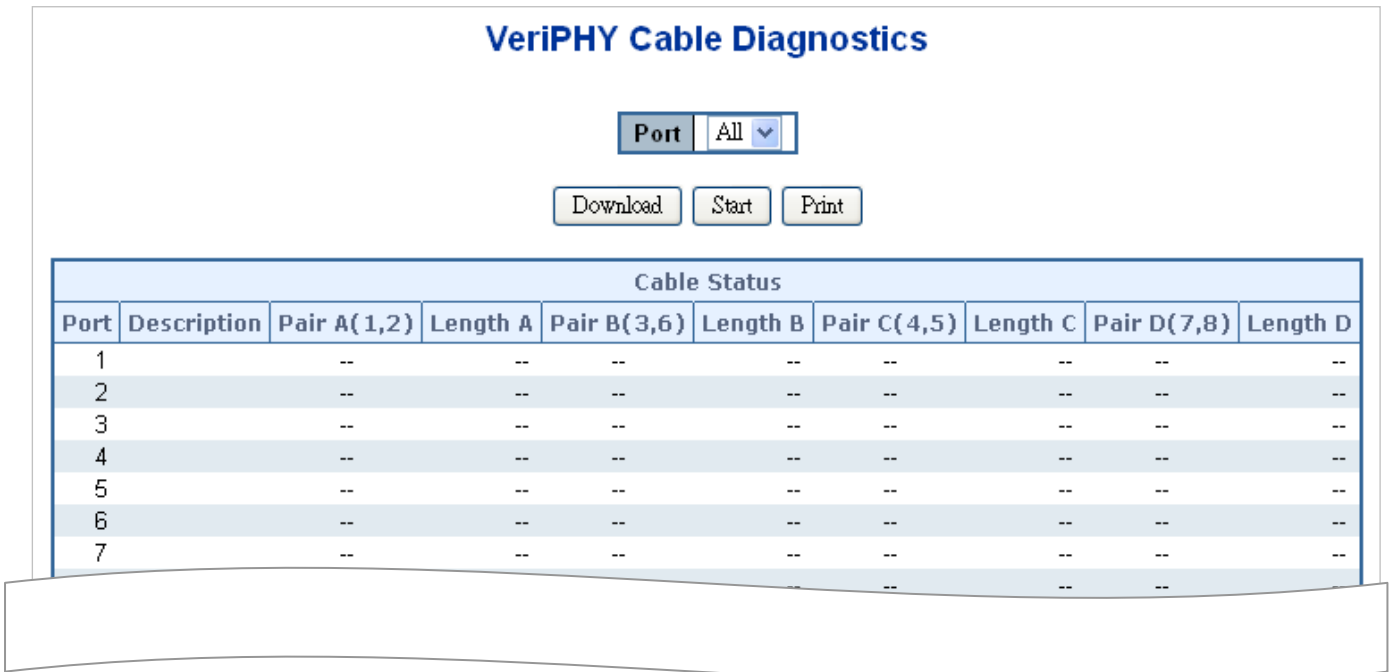 VeriPHY Cable Diagnostics
Port All
Download Start Print
Cable Status
Port Description Pair A(1,2) Length A Pair B(3,6) Length B Pair C(4,5) Length C Pair D(7,8) Length D
1 -- -- -- -- -- -- -- --
2 -- -- -- -- -- -- -- --
3 -- -- -- -- -- -- -- --
4 -- -- -- -- -- -- -- --
5 -- -- -- -- -- -- -- --
6 -- -- -- -- -- -- -- --
7 -- -- -- -- -- -- -- --
-- -- -- -- --